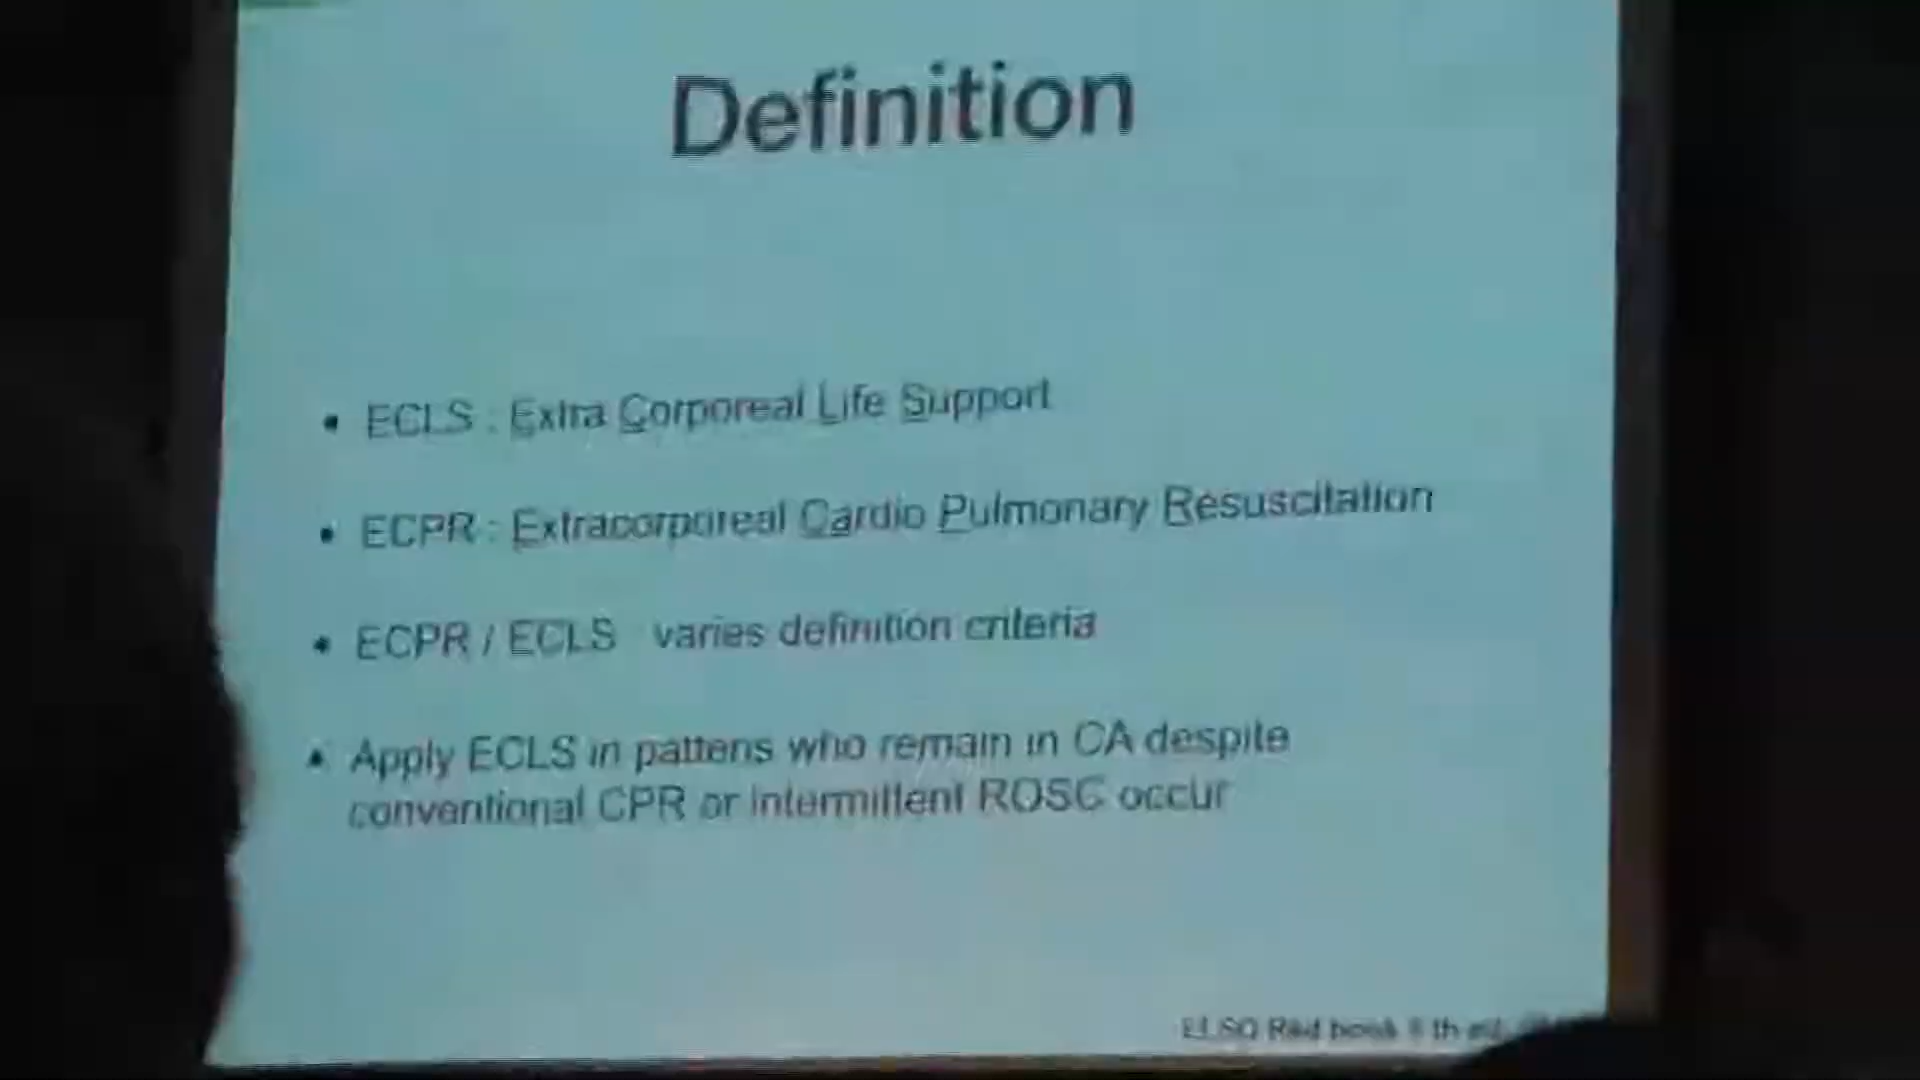 Definition
• ECLS : Extra Corporeal Life Support
• ECPR : Extracorporeal Cardio Pulmonary Resuscitation
• ECPR / ECLS varies definition criteria
• Apply ECLS in pattens who remain in CA despite
conventional CPR or intermittent ROSC occur
ELSO Red book th